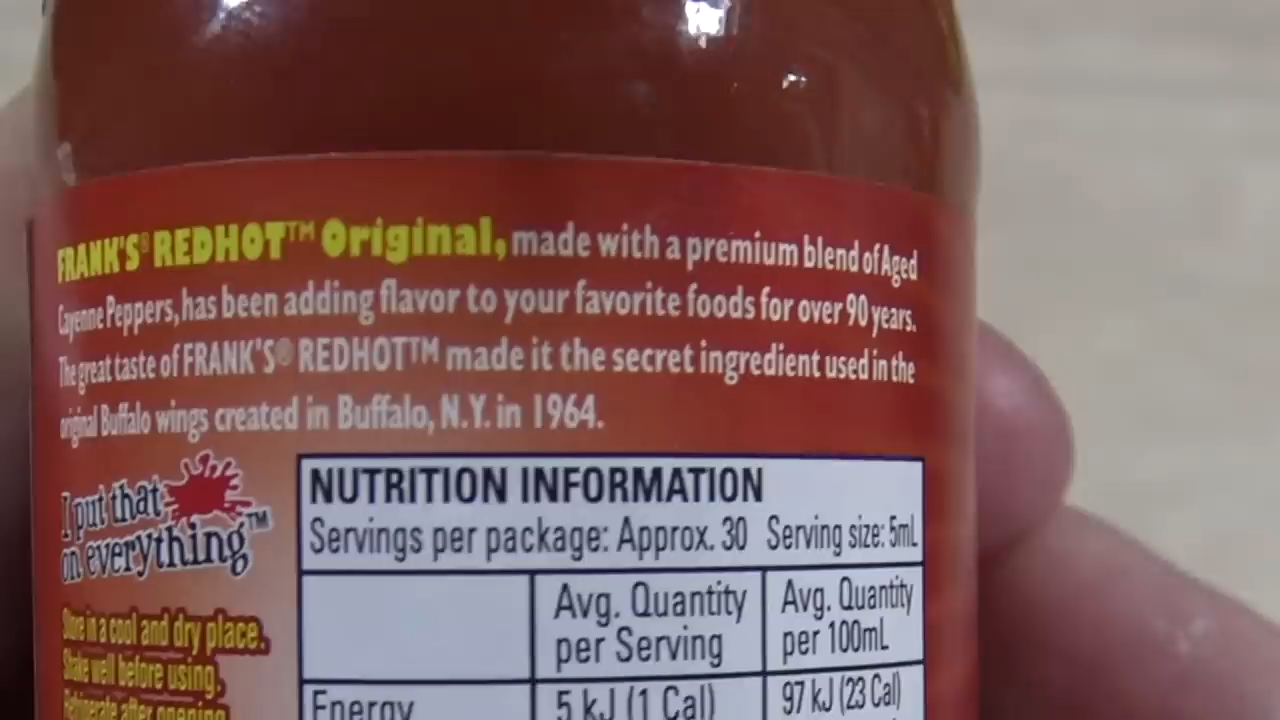 FRANK'S® REDHOT™ Original, made with a premium blend of Aged
Cayenne Peppers, has been adding flavor to your favorite foods for over 90 years.
The great taste of FRANK'S® REDHOT™ made it the secret ingredient used in the
original Buffalo wings created in Buffalo, N.Y. in 1964.
I put that
on everything™
Store in a cool and dry place.
Shake well before using.
Refrigerate after opening
NUTRITION INFORMATION
Servings per package: Approx. 30 Serving size: 5mL
Avg. Quantity
per Serving
Avg. Quantity
per 100mL
Energy 5 kJ (1 Cal) 97 kJ (23 Cal)